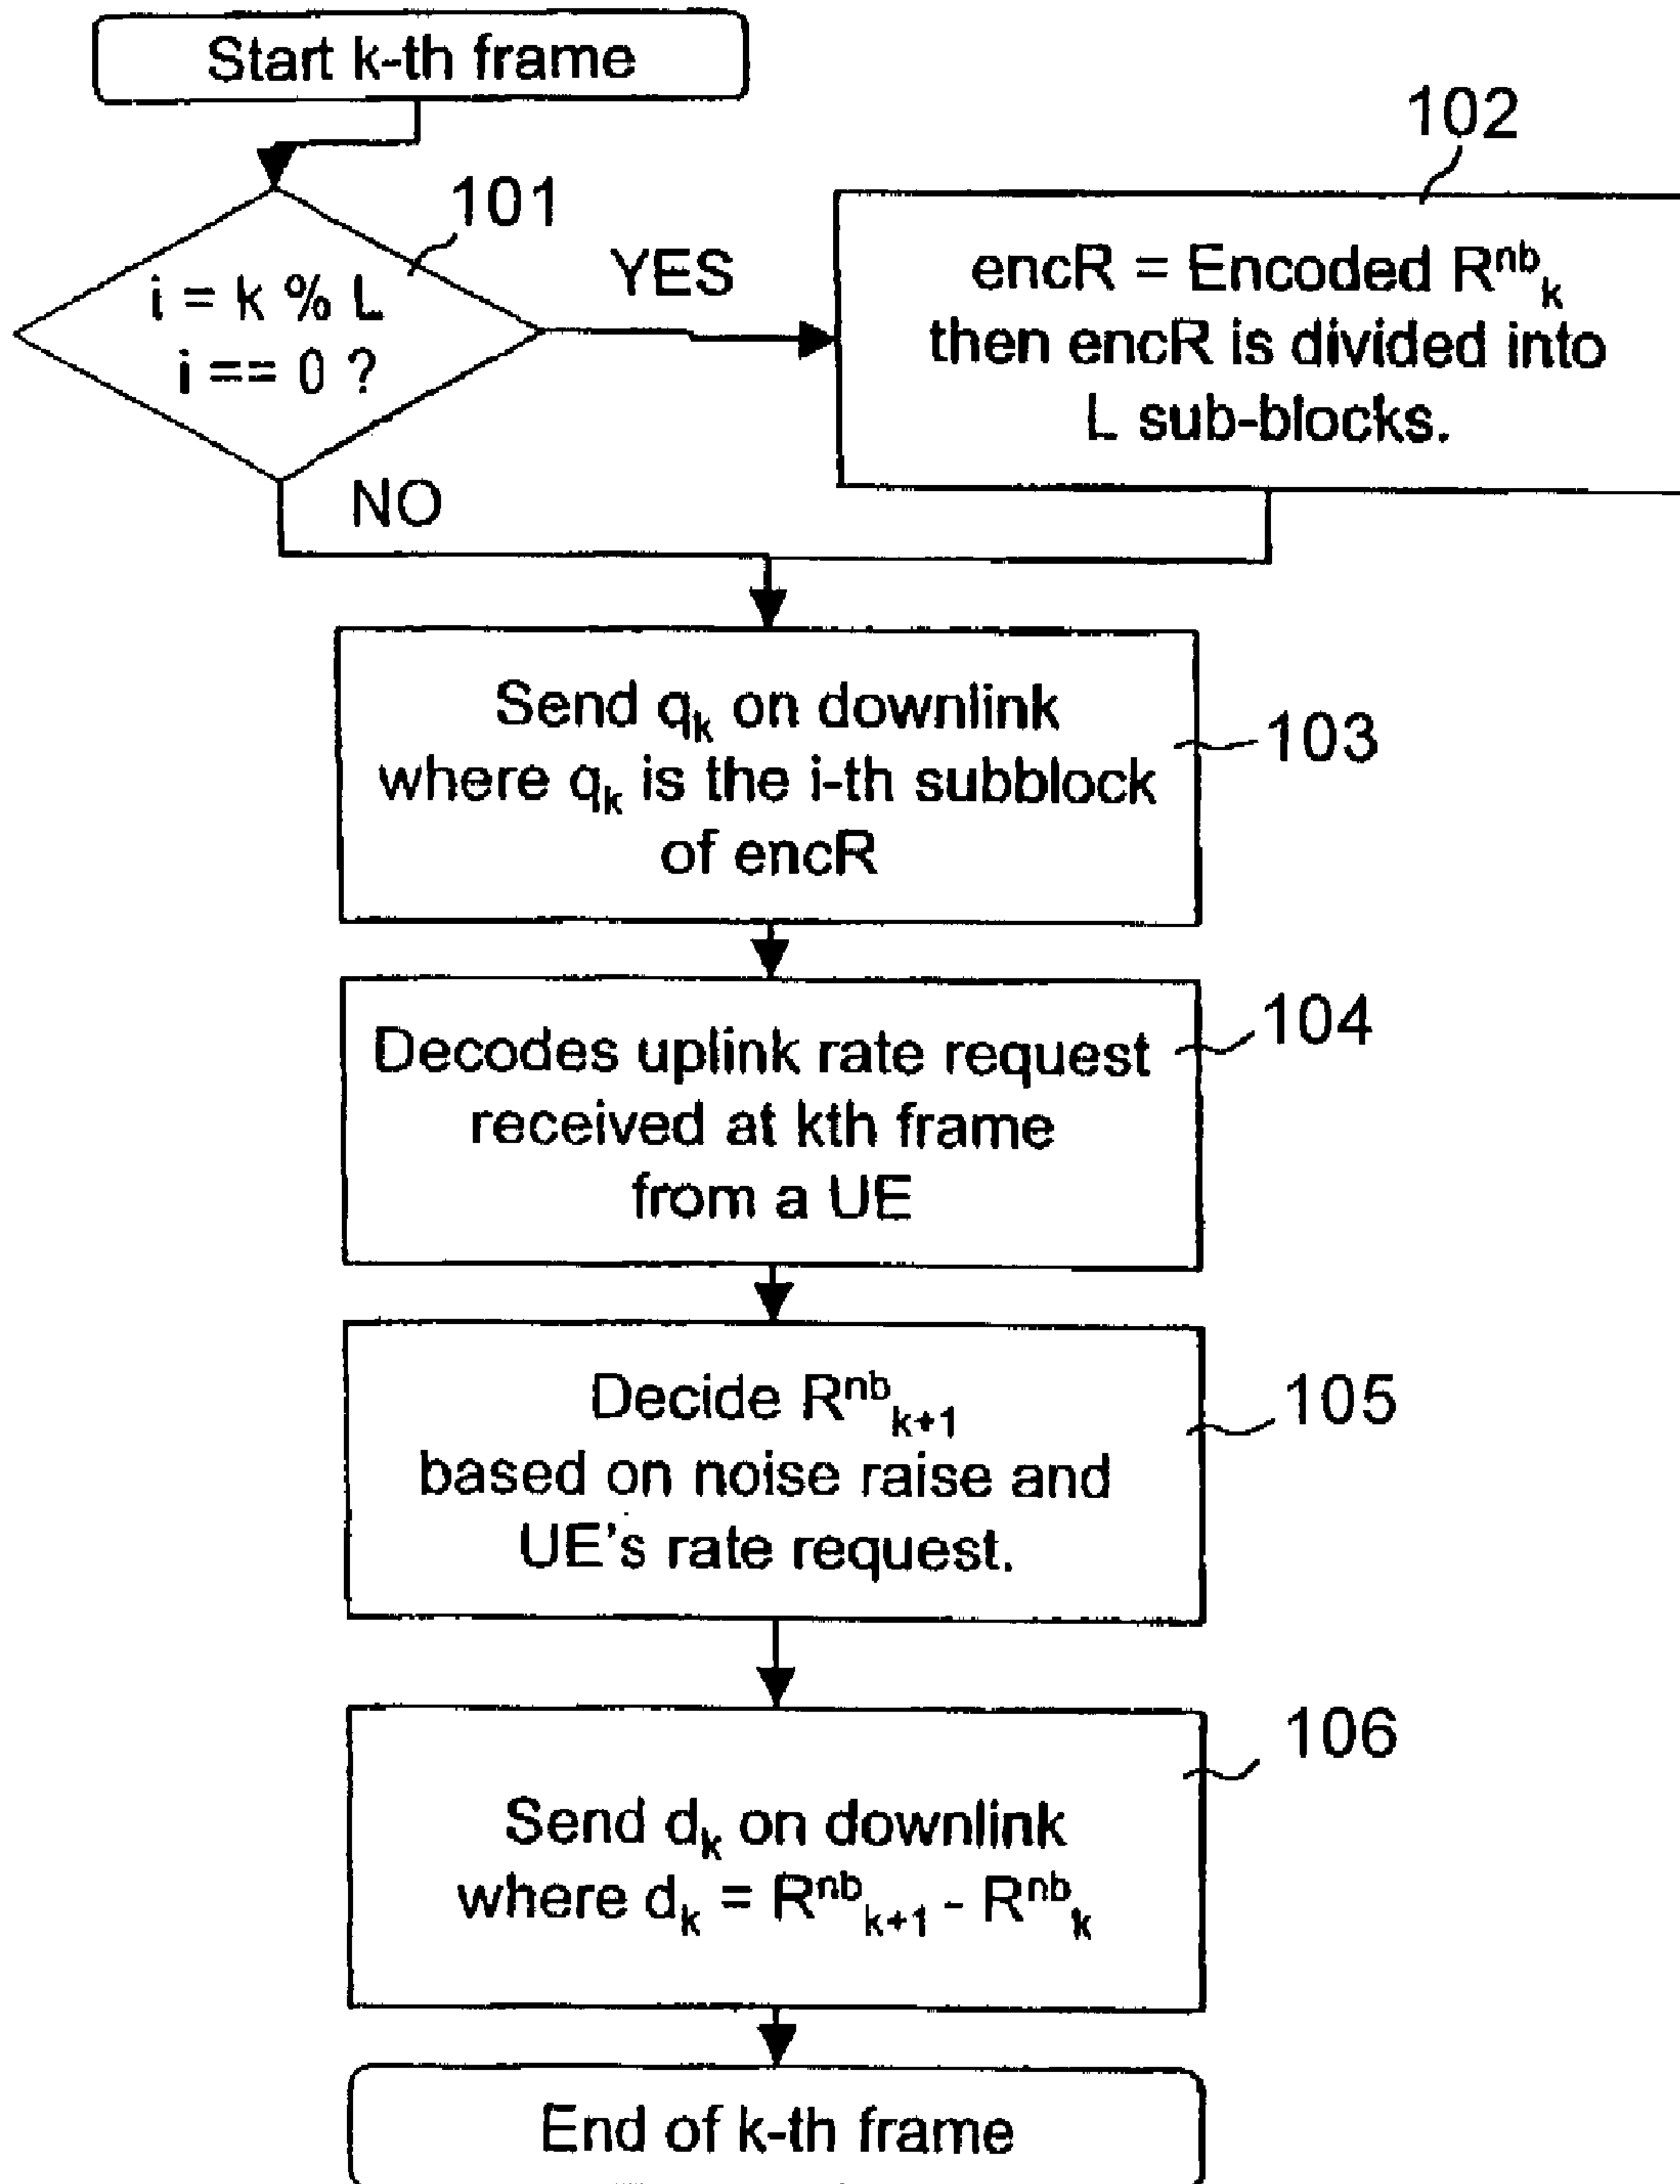 Start k-th frame
101
i = k % L
i == 0 ?
YES
NO
102
encR = Encoded R^nb_k
then encR is divided into
L sub-blocks.
Send q_k on downlink
where q_k is the i-th subblock
of encR
103
Decodes uplink rate request
received at kth frame
from a UE
104
Decide R^nb_k+1
based on noise raise and
UE's rate request.
105
Send d_k on downlink
where d_k = R^nb_k+1 - R^nb_k
106
End of k-th frame